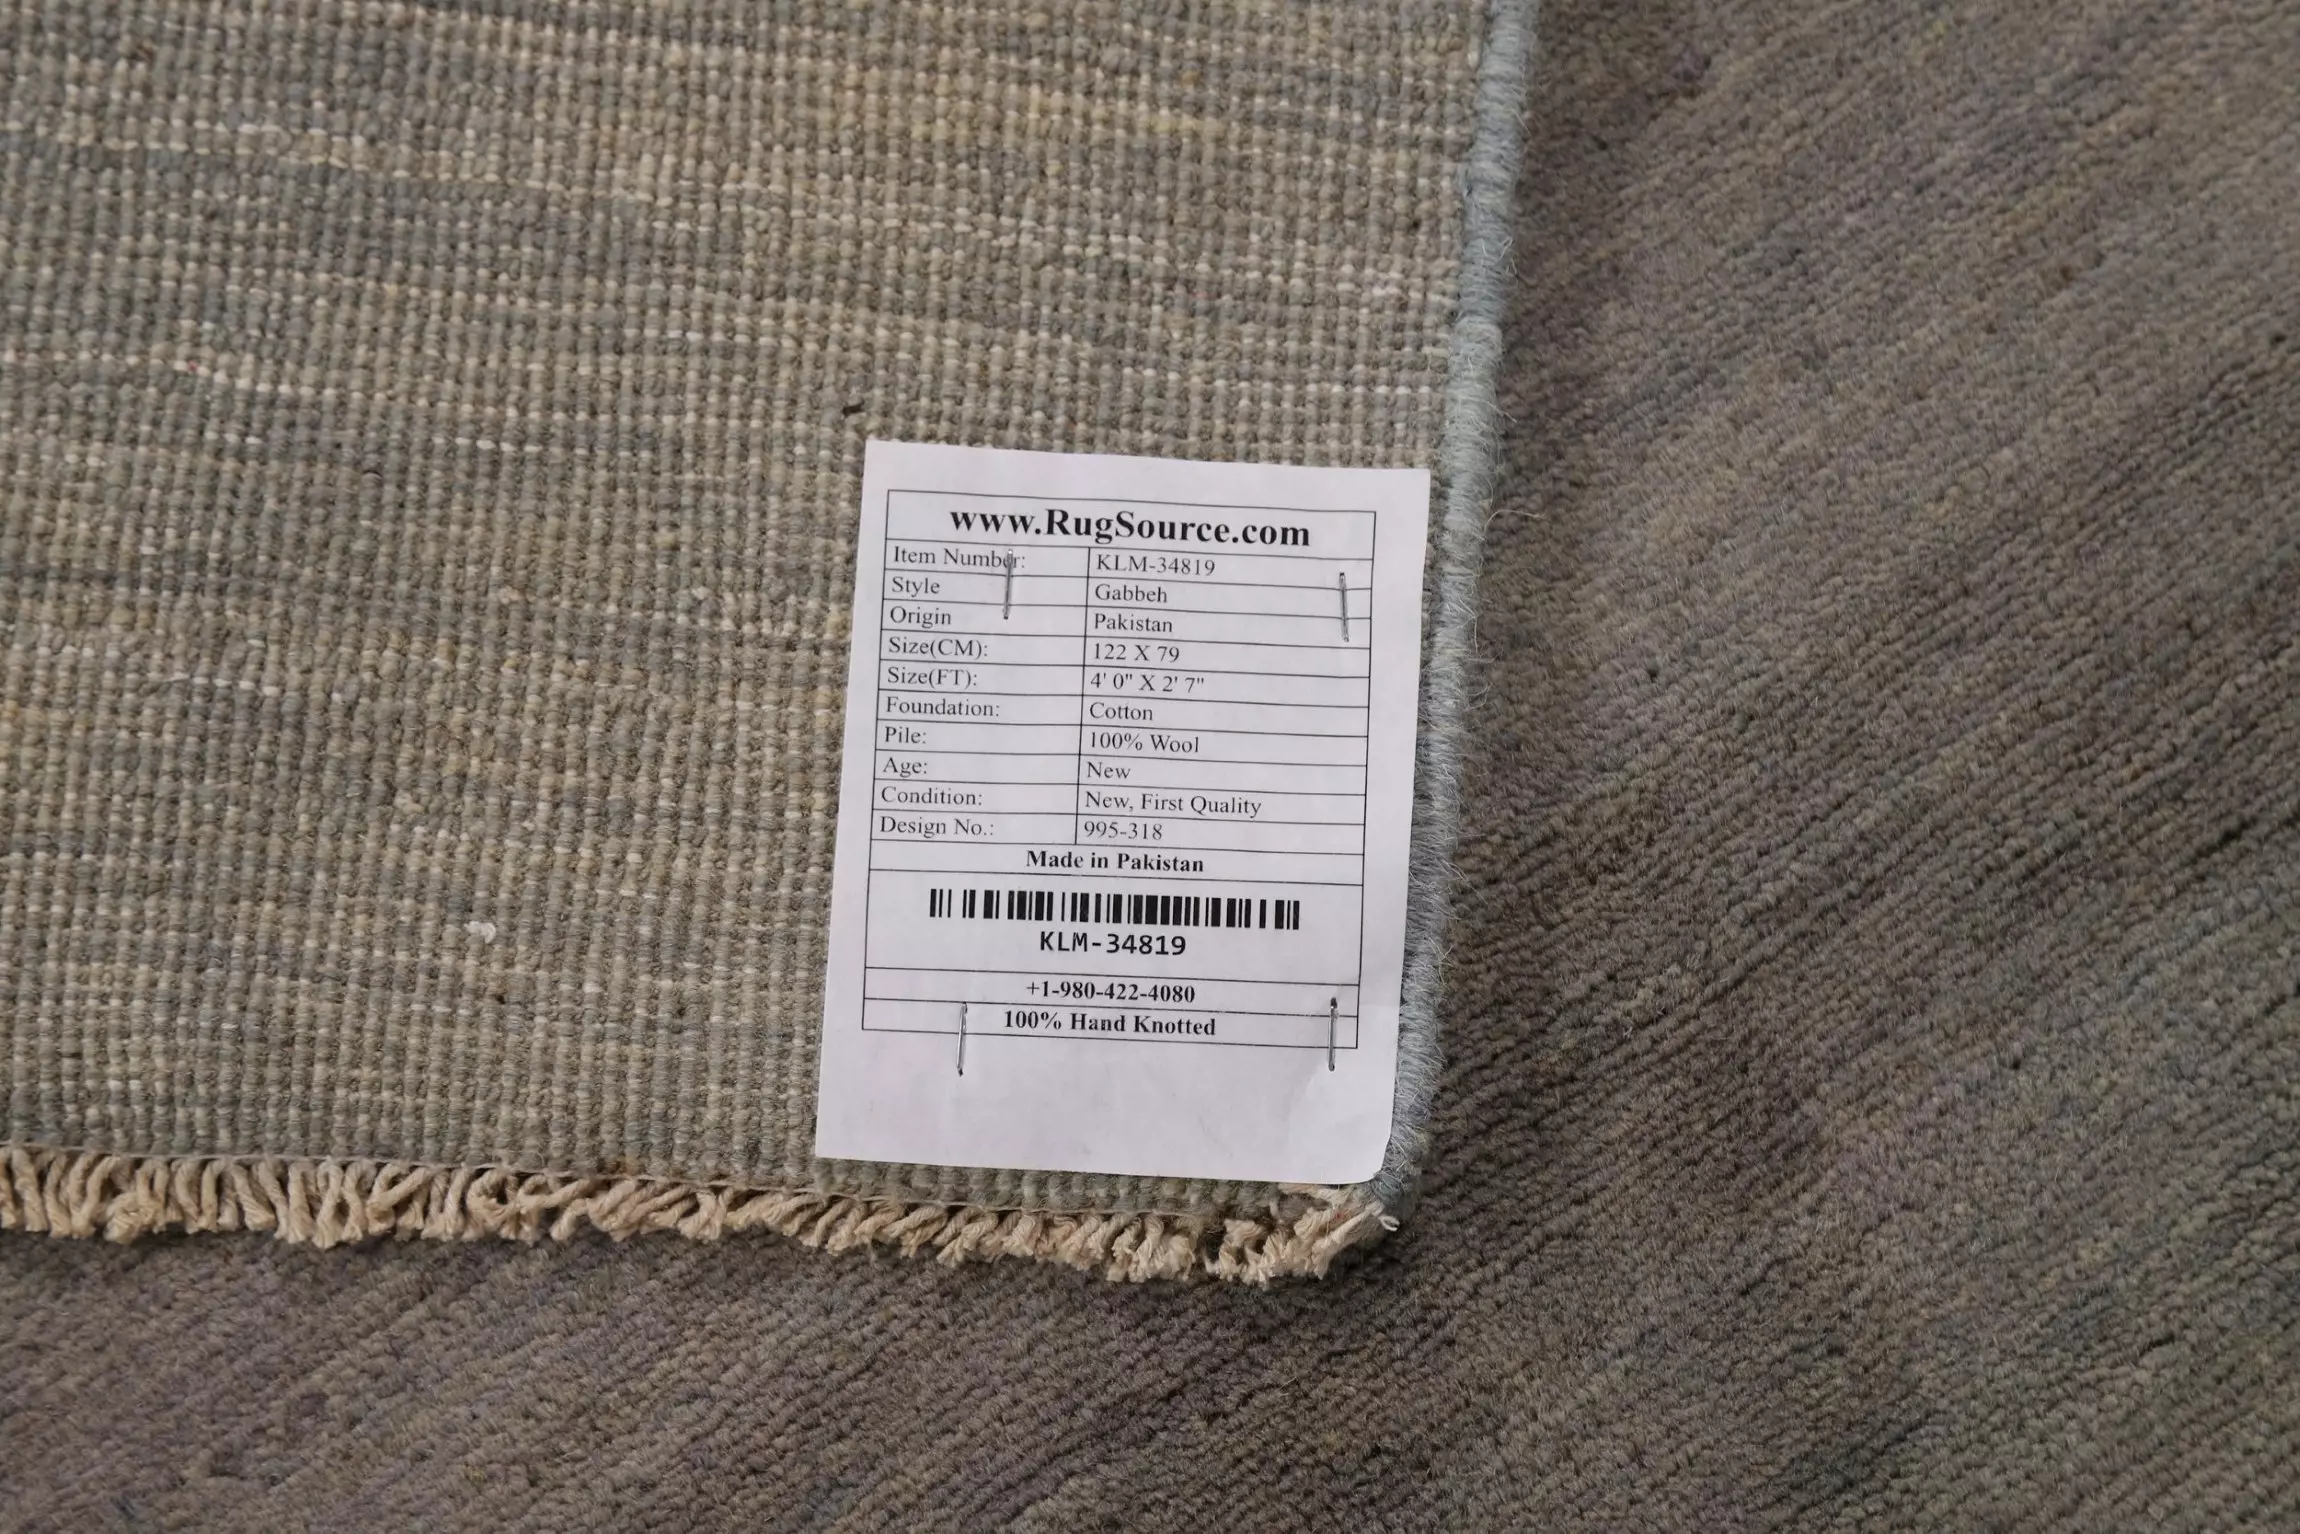 www.RugSource.com
Item Number: KLM-34819
Style Gabbeh
Origin Pakistan
Size(CM): 122 X 79
Size(FT): 4' 0" X 2' 7"
Foundation: Cotton
Pile: 100% Wool
Age: New
Condition: New, First Quality
Design No.: 995-318
Made in Pakistan
KLM-34819
+1-980-422-4080
100% Hand Knotted